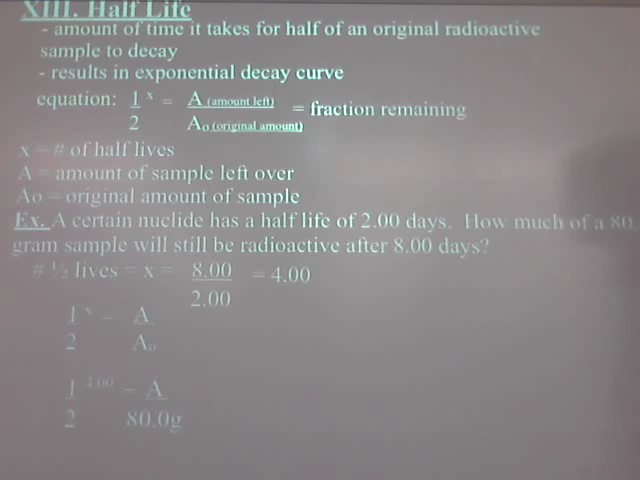 XIII. Half Life
- amount of time it takes for half of an original radioactive
sample to decay
- results in exponential decay curve
equation: 1 x = A (amount left) = fraction remaining
2 Ao (original amount)
x = # of half lives
A = amount of sample left over
Ao = original amount of sample
Ex. A certain nuclide has a half life of 2.00 days. How much of a 80.
gram sample will still be radioactive after 8.00 days?
# ½ lives = x = 8.00 = 4.00
2.00
1 x = A
2 Ao
1 4.00 = A
2 80.0g